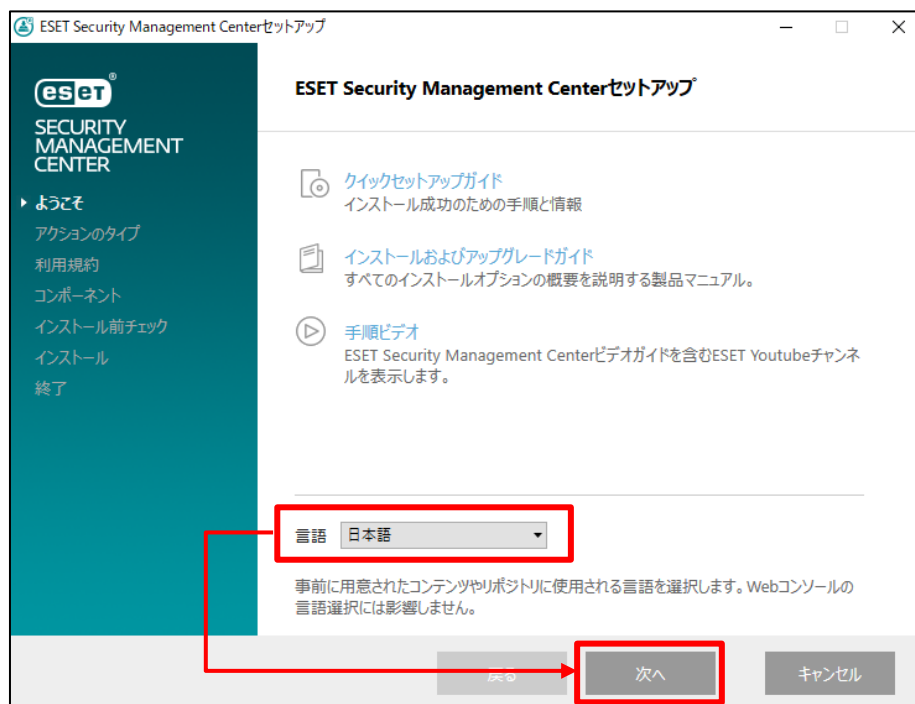 ESET Security Management Centerセットアップ
eset®
SECURITY
MANAGEMENT
CENTER
ようこそ
アクションのタイプ
利用規約
コンポーネント
インストール前チェック
インストール
終了
ESET Security Management Centerセットアップ
クイックセットアップガイド
インストール成功のための手順と情報
インストールおよびアップグレードガイド
すべてのインストールオプションの概要を説明する製品マニュアル。
手順ビデオ
ESET Security Management Centerビデオガイドを含むESET Youtubeチャンネ
ルを表示します。
言語 日本語
事前に用意されたコンテンツやリポジトリに使用される言語を選択します。Webコンソールの
言語選択には影響しません。
戻る 次へ キャンセル